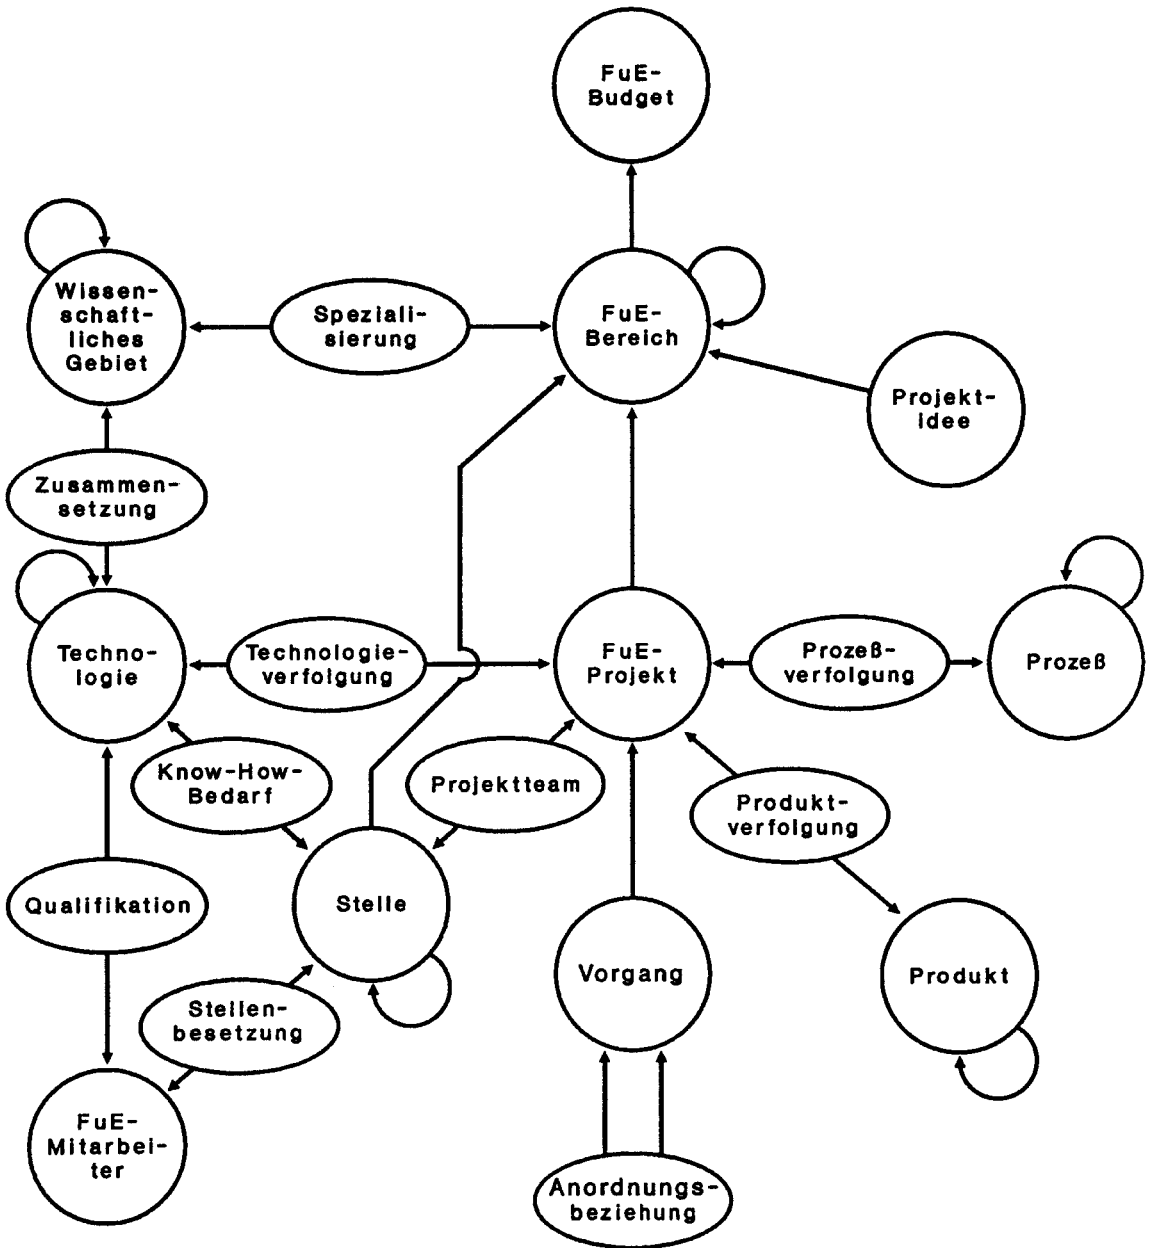 FuE-
Budget
Wissen-
schaft-
liches
Gebiet
Speziali-
sierung
FuE-
Bereich
Projekt-
idee
Zusammen-
setzung
Techno-
logie
Technologie-
verfolgung
FuE-
Projekt
Prozeß-
verfolgung
Prozeß
Know-How-
Bedarf
Projektteam
Produkt-
verfolgung
Qualifikation
Stelle
Vorgang
Produkt
Stellen-
besetzung
FuE-
Mitarbei-
ter
Anordnungs-
beziehung